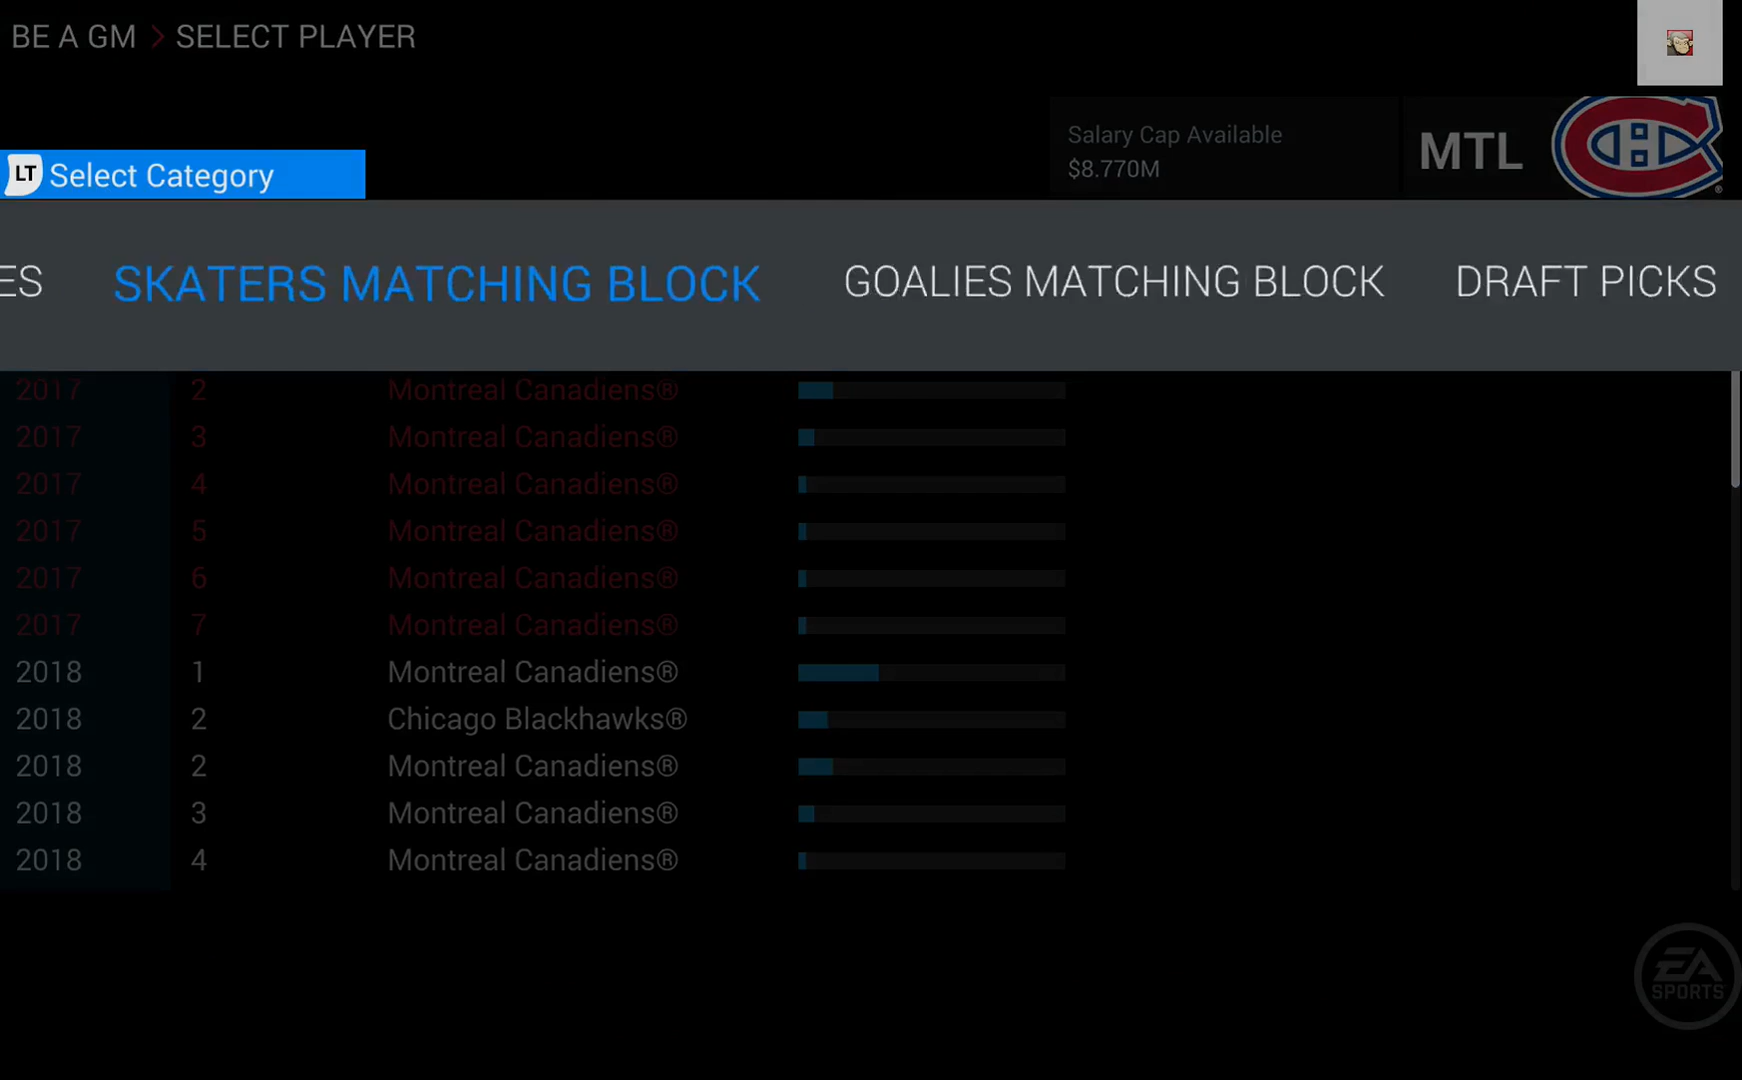 BE A GM > SELECT PLAYER
Salary Cap Available
$8.770M
MTL
LT Select Category
ES SKATERS MATCHING BLOCK GOALIES MATCHING BLOCK DRAFT PICKS
2017 2 Montreal Canadiens®
2017 3 Montreal Canadiens®
2017 4 Montreal Canadiens®
2017 5 Montreal Canadiens®
2017 6 Montreal Canadiens®
2017 7 Montreal Canadiens®
2018 1 Montreal Canadiens®
2018 2 Chicago Blackhawks®
2018 2 Montreal Canadiens®
2018 3 Montreal Canadiens®
2018 4 Montreal Canadiens®
EA
SPORTS